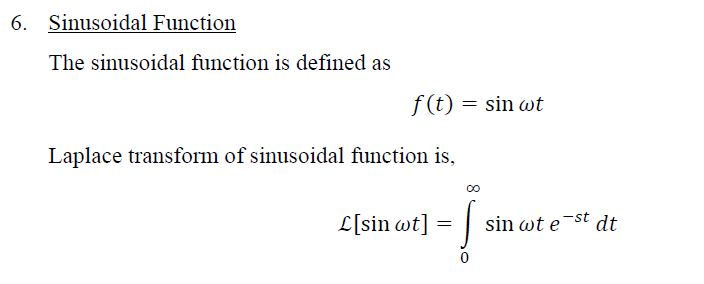 6. Sinusoidal Function
The sinusoidal function is defined as
f(t) = sin ωt
Laplace transform of sinusoidal function is,
ℒ[sin ωt] = ∫₀^∞ sin ωt e^(−st) dt